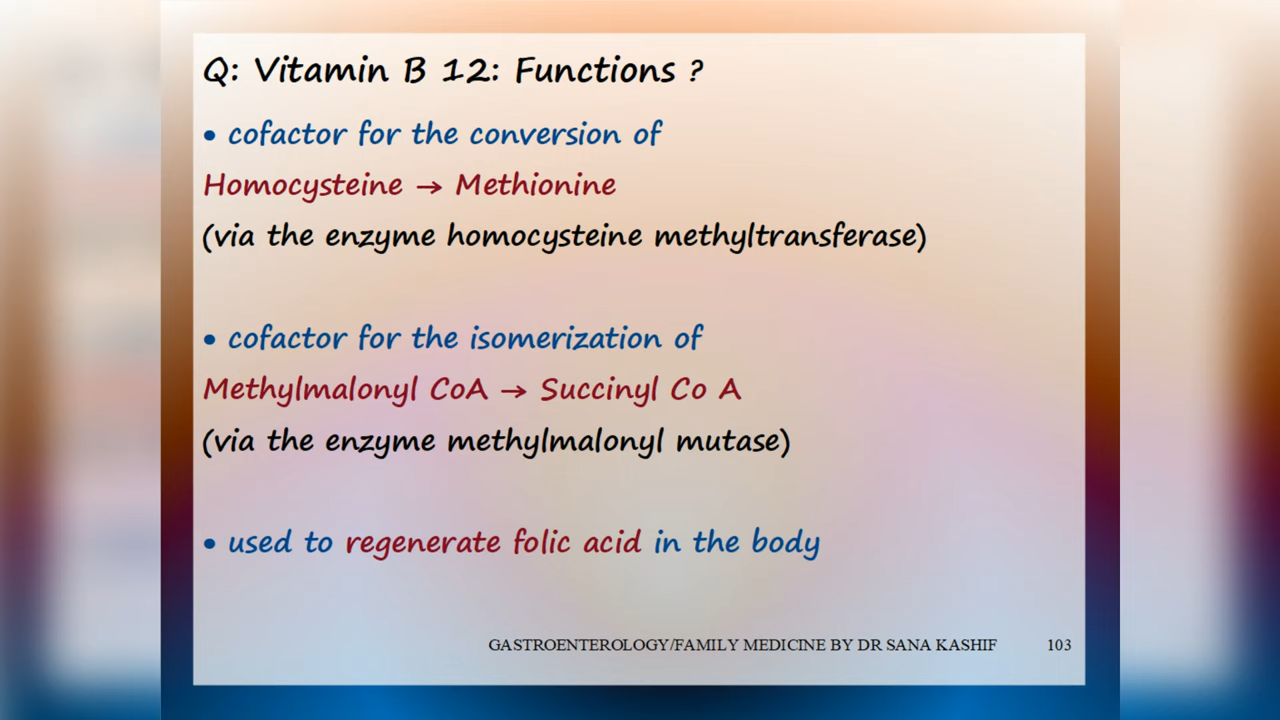 Q: Vitamin B 12: Functions ?
• cofactor for the conversion of
Homocysteine → Methionine
(via the enzyme homocysteine methyltransferase)
• cofactor for the isomerization of
Methylmalonyl CoA → Succinyl Co A
(via the enzyme methylmalonyl mutase)
• used to regenerate folic acid in the body
GASTROENTEROLOGY/FAMILY MEDICINE BY DR SANA KASHIF 103